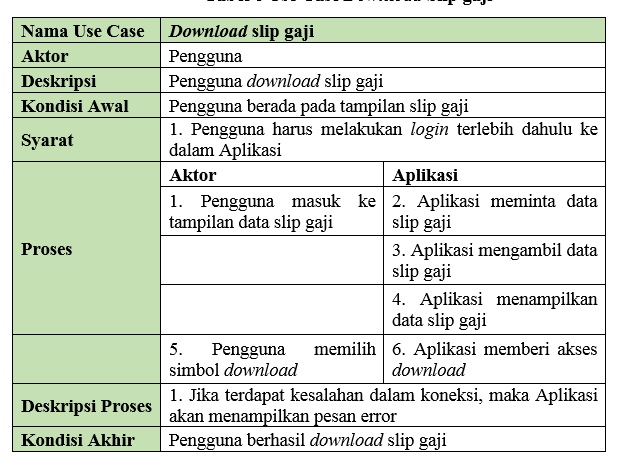 Nama Use Case Download slip gaji
Aktor Pengguna
Deskripsi Pengguna download slip gaji
Kondisi Awal Pengguna berada pada tampilan slip gaji
Syarat 1. Pengguna harus melakukan login terlebih dahulu ke
dalam Aplikasi
Proses Aktor Aplikasi
1. Pengguna masuk ke
tampilan data slip gaji
2. Aplikasi meminta data
slip gaji
3. Aplikasi mengambil data
slip gaji
4. Aplikasi menampilkan
data slip gaji
5. Pengguna memilih
simbol download
6. Aplikasi memberi akses
download
Deskripsi Proses 1. Jika terdapat kesalahan dalam koneksi, maka Aplikasi
akan menampilkan pesan error
Kondisi Akhir Pengguna berhasil download slip gaji